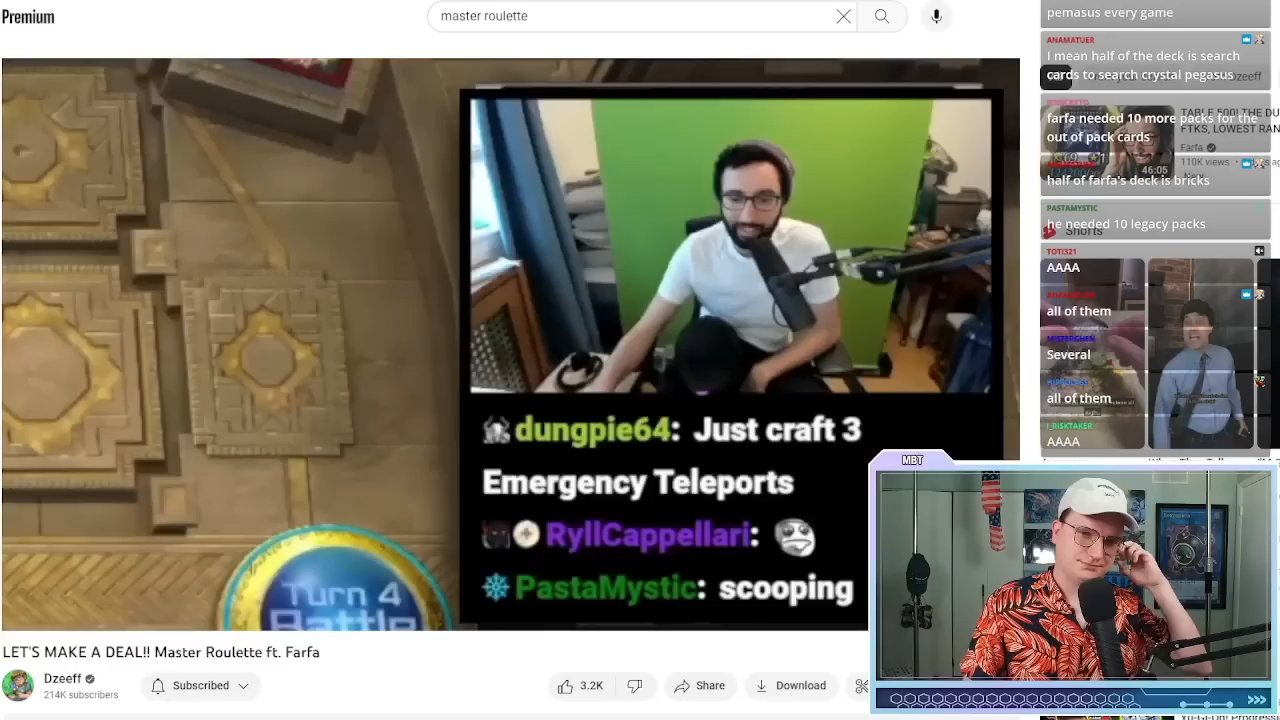 Premium
master roulette
pemasus every game
ANAMATUER
I mean half of the deck is search
cards to search crystal pegasus
farfa needed 10 more packs for the
out of pack cards
Farfa
110K views
46:05
half of farfa's deck is bricks
PASTAMYSTIC
he needed 10 legacy packs
Shorts
TOTI321
AAAA
all of them
MISTERGHEN
Several
all of them
I_RISKTAKER
AAAA
dungpie64: Just craft 3
Emergency Teleports
RyllCappellari:
PastaMystic: scooping
Turn 4
Battle
MBT
LET'S MAKE A DEAL!! Master Roulette ft. Farfa
Dzeeff
214K subscribers
Subscribed
3.2K
Share
Download